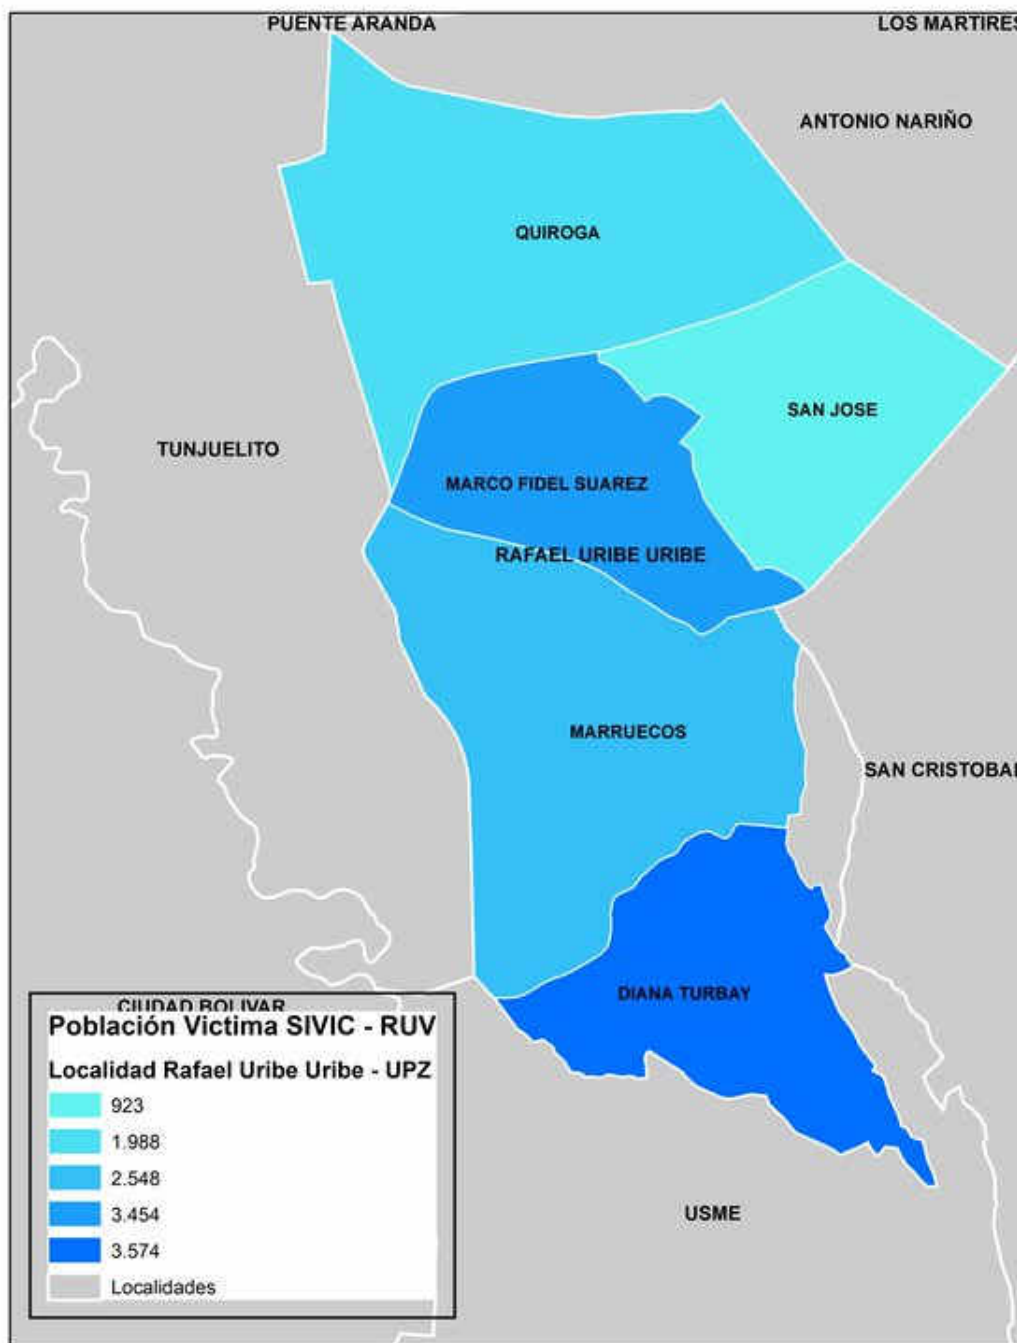 PUENTE ARANDA
LOS MARTIRES
ANTONIO NARIÑO
QUIROGA
SAN JOSE
TUNJUELITO
MARCO FIDEL SUAREZ
RAFAEL URIBE URIBE
MARRUECOS
SAN CRISTOBAL
DIANA TURBAY
CIUDAD BOLIVAR
Población Victima SIVIC - RUV
Localidad Rafael Uribe Uribe - UPZ
923
1.988
2.548
3.454
3.574
Localidades
USME